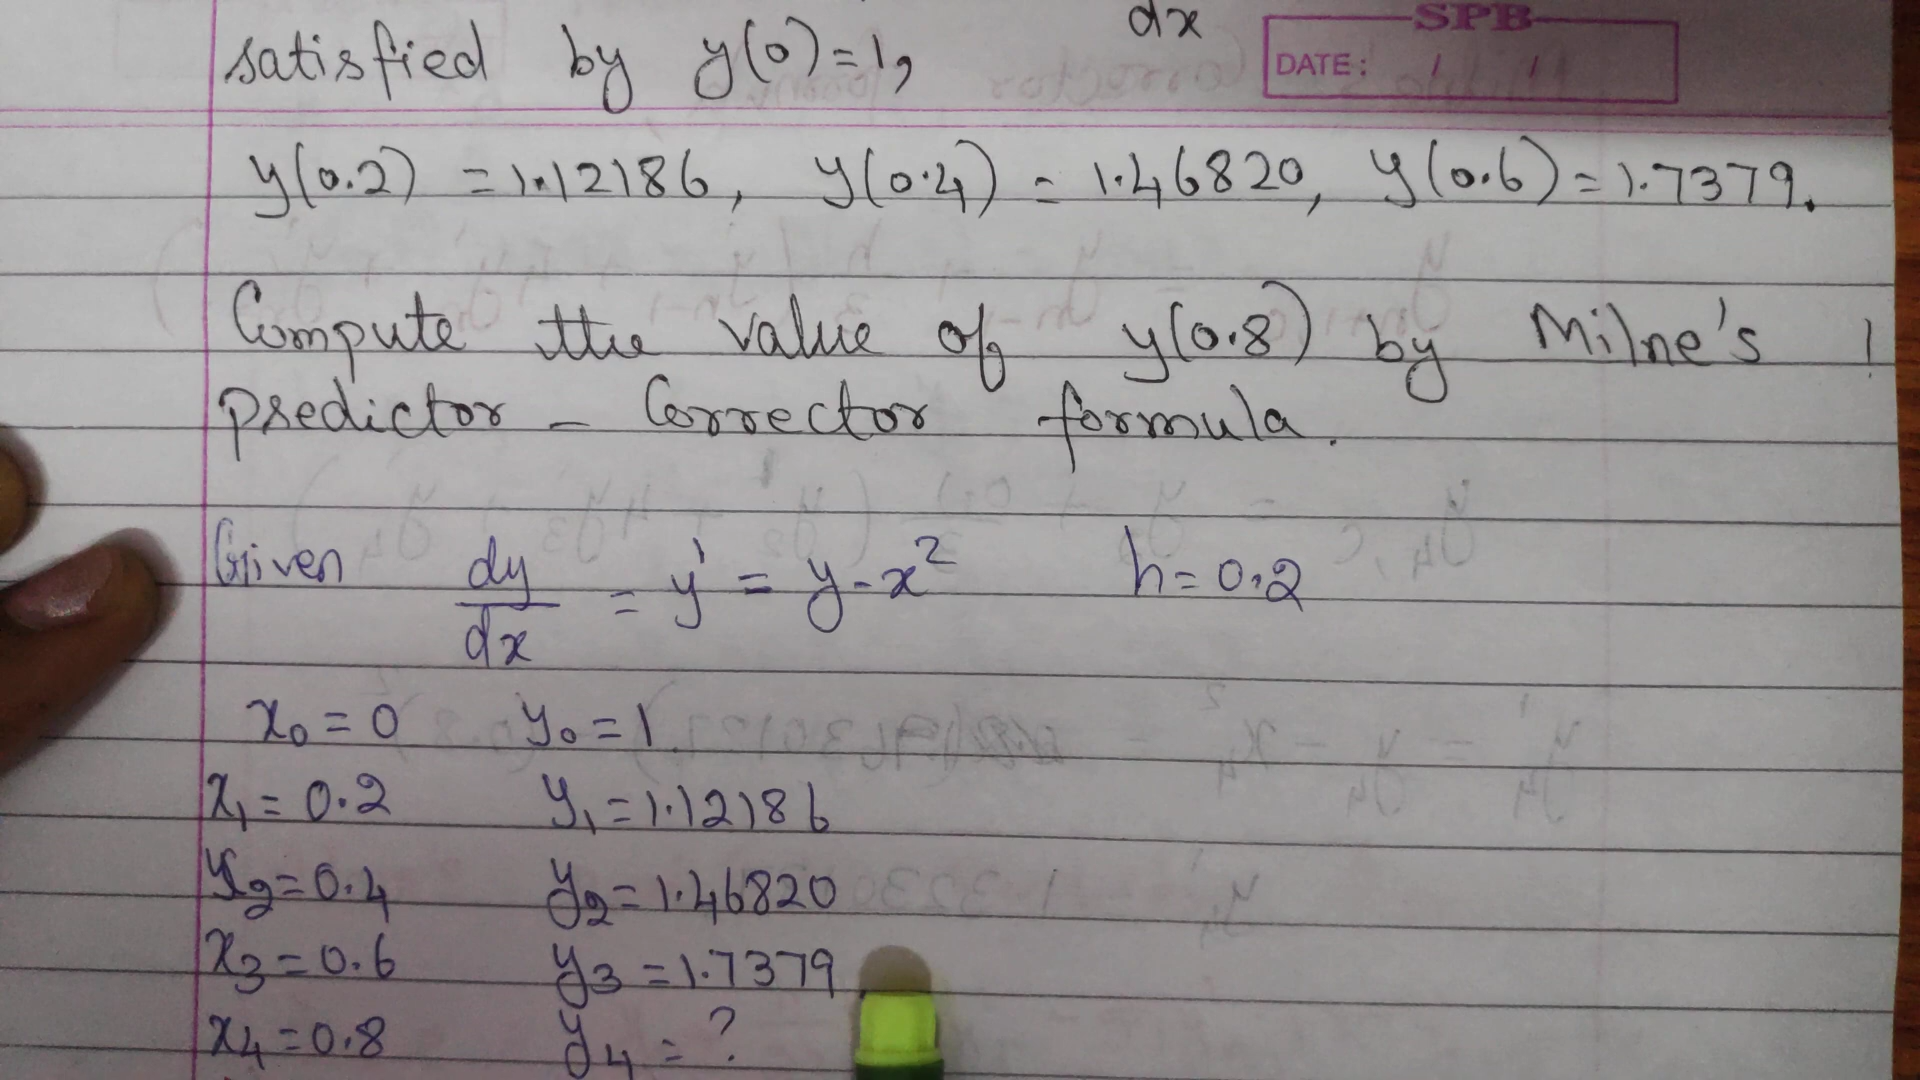 dx
SPB
satisfied by y(0)=1,
DATE: / /
y(0.2) = 1.12186, y(0.4) = 1.46820, y(0.6) = 1.7379.
Compute the value of y(0.8) by Milne's
predictor - Corrector formula.
Given dy/dx = y' = y - x² h = 0.2
x₀ = 0 y₀ = 1
x₁ = 0.2 y₁ = 1.12186
x₂ = 0.4 y₂ = 1.46820
x₃ = 0.6 y₃ = 1.7379
x₄ = 0.8 y₄ = ?